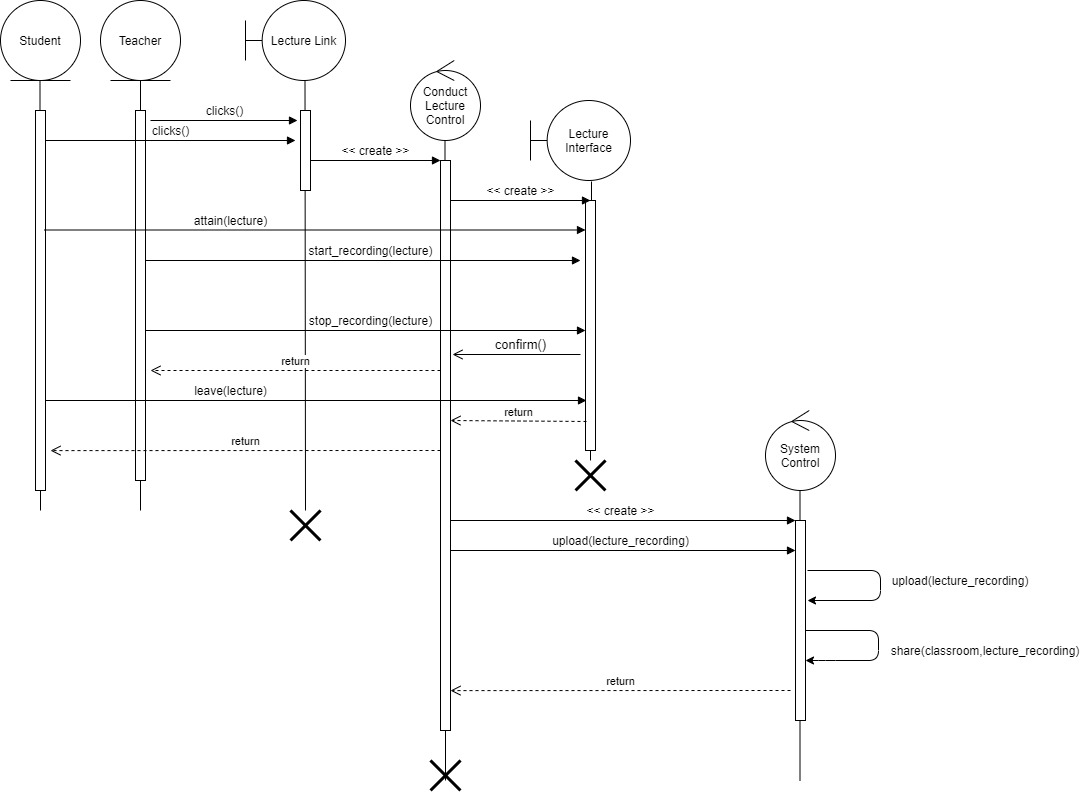 Student
Teacher
Lecture Link
Conduct
Lecture
Control
Lecture
Interface
clicks()
clicks()
<< create >>
<< create >>
attain(lecture)
start_recording(lecture)
stop_recording(lecture)
confirm()
return
leave(lecture)
return
return
System
Control
<< create >>
upload(lecture_recording)
upload(lecture_recording)
share(classroom,lecture_recording)
return